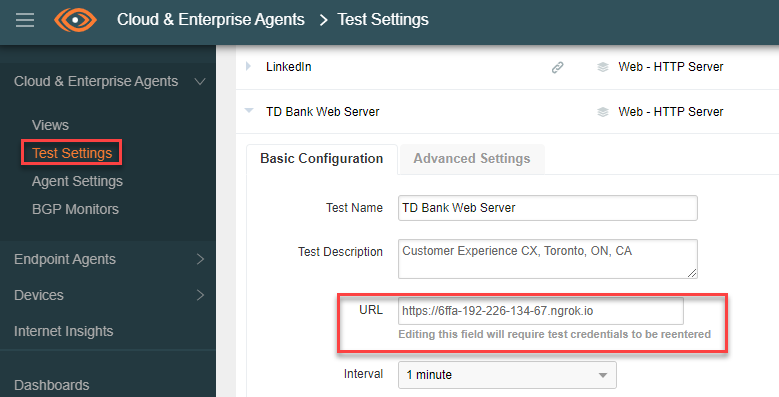 Cloud & Enterprise Agents > Test Settings
Cloud & Enterprise Agents
Views
Test Settings
Agent Settings
BGP Monitors
Endpoint Agents
Devices
Internet Insights
Dashboards
LinkedIn Web - HTTP Server
TD Bank Web Server Web - HTTP Server
Basic Configuration Advanced Settings
Test Name TD Bank Web Server
Test Description Customer Experience CX, Toronto, ON, CA
URL https://6ffa-192-226-134-67.ngrok.io
Editing this field will require test credentials to be reentered
Interval 1 minute